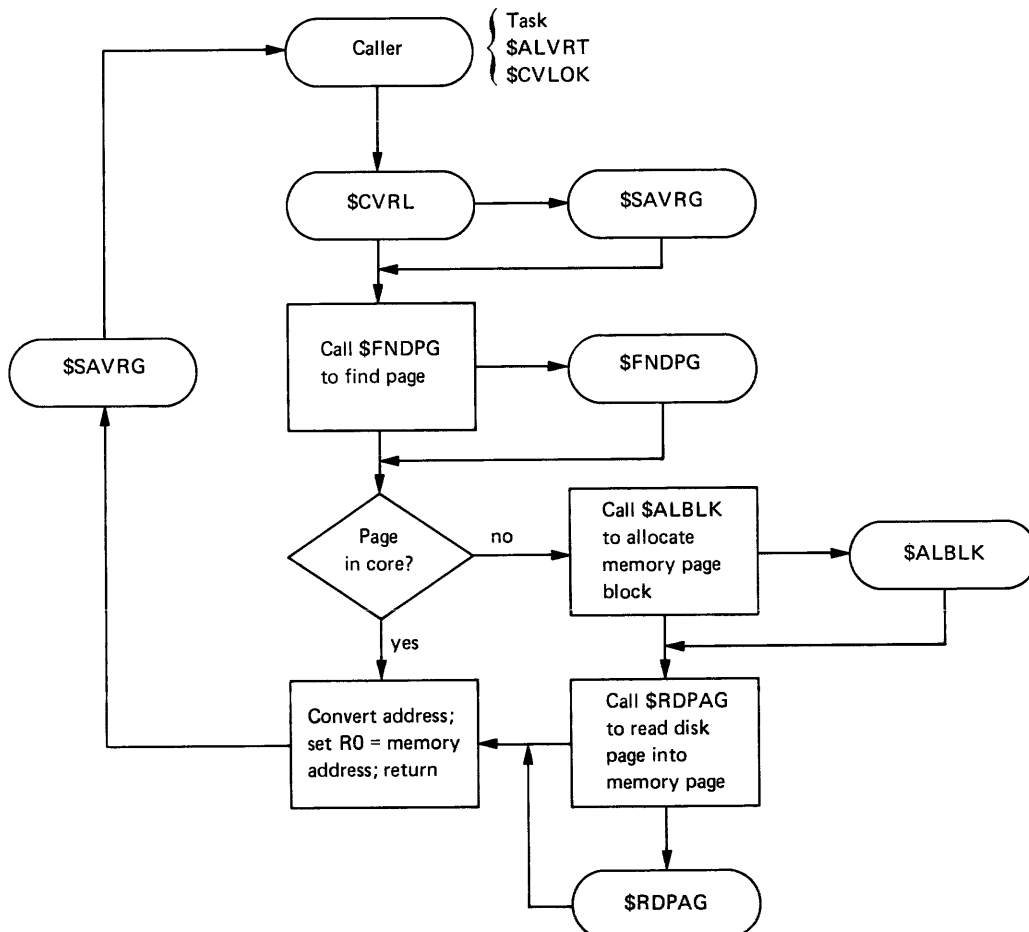 Caller
Task
$ALVRT
$CVLOK
$CVRL
$SAVRG
Call $FNDPG
to find page
$FNDPG
$SAVRG
Page
in core?
no
yes
Call $ALBLK
to allocate
memory page
block
$ALBLK
Convert address;
set R0 = memory
address; return
Call $RDPAG
to read disk
page into
memory page
$RDPAG